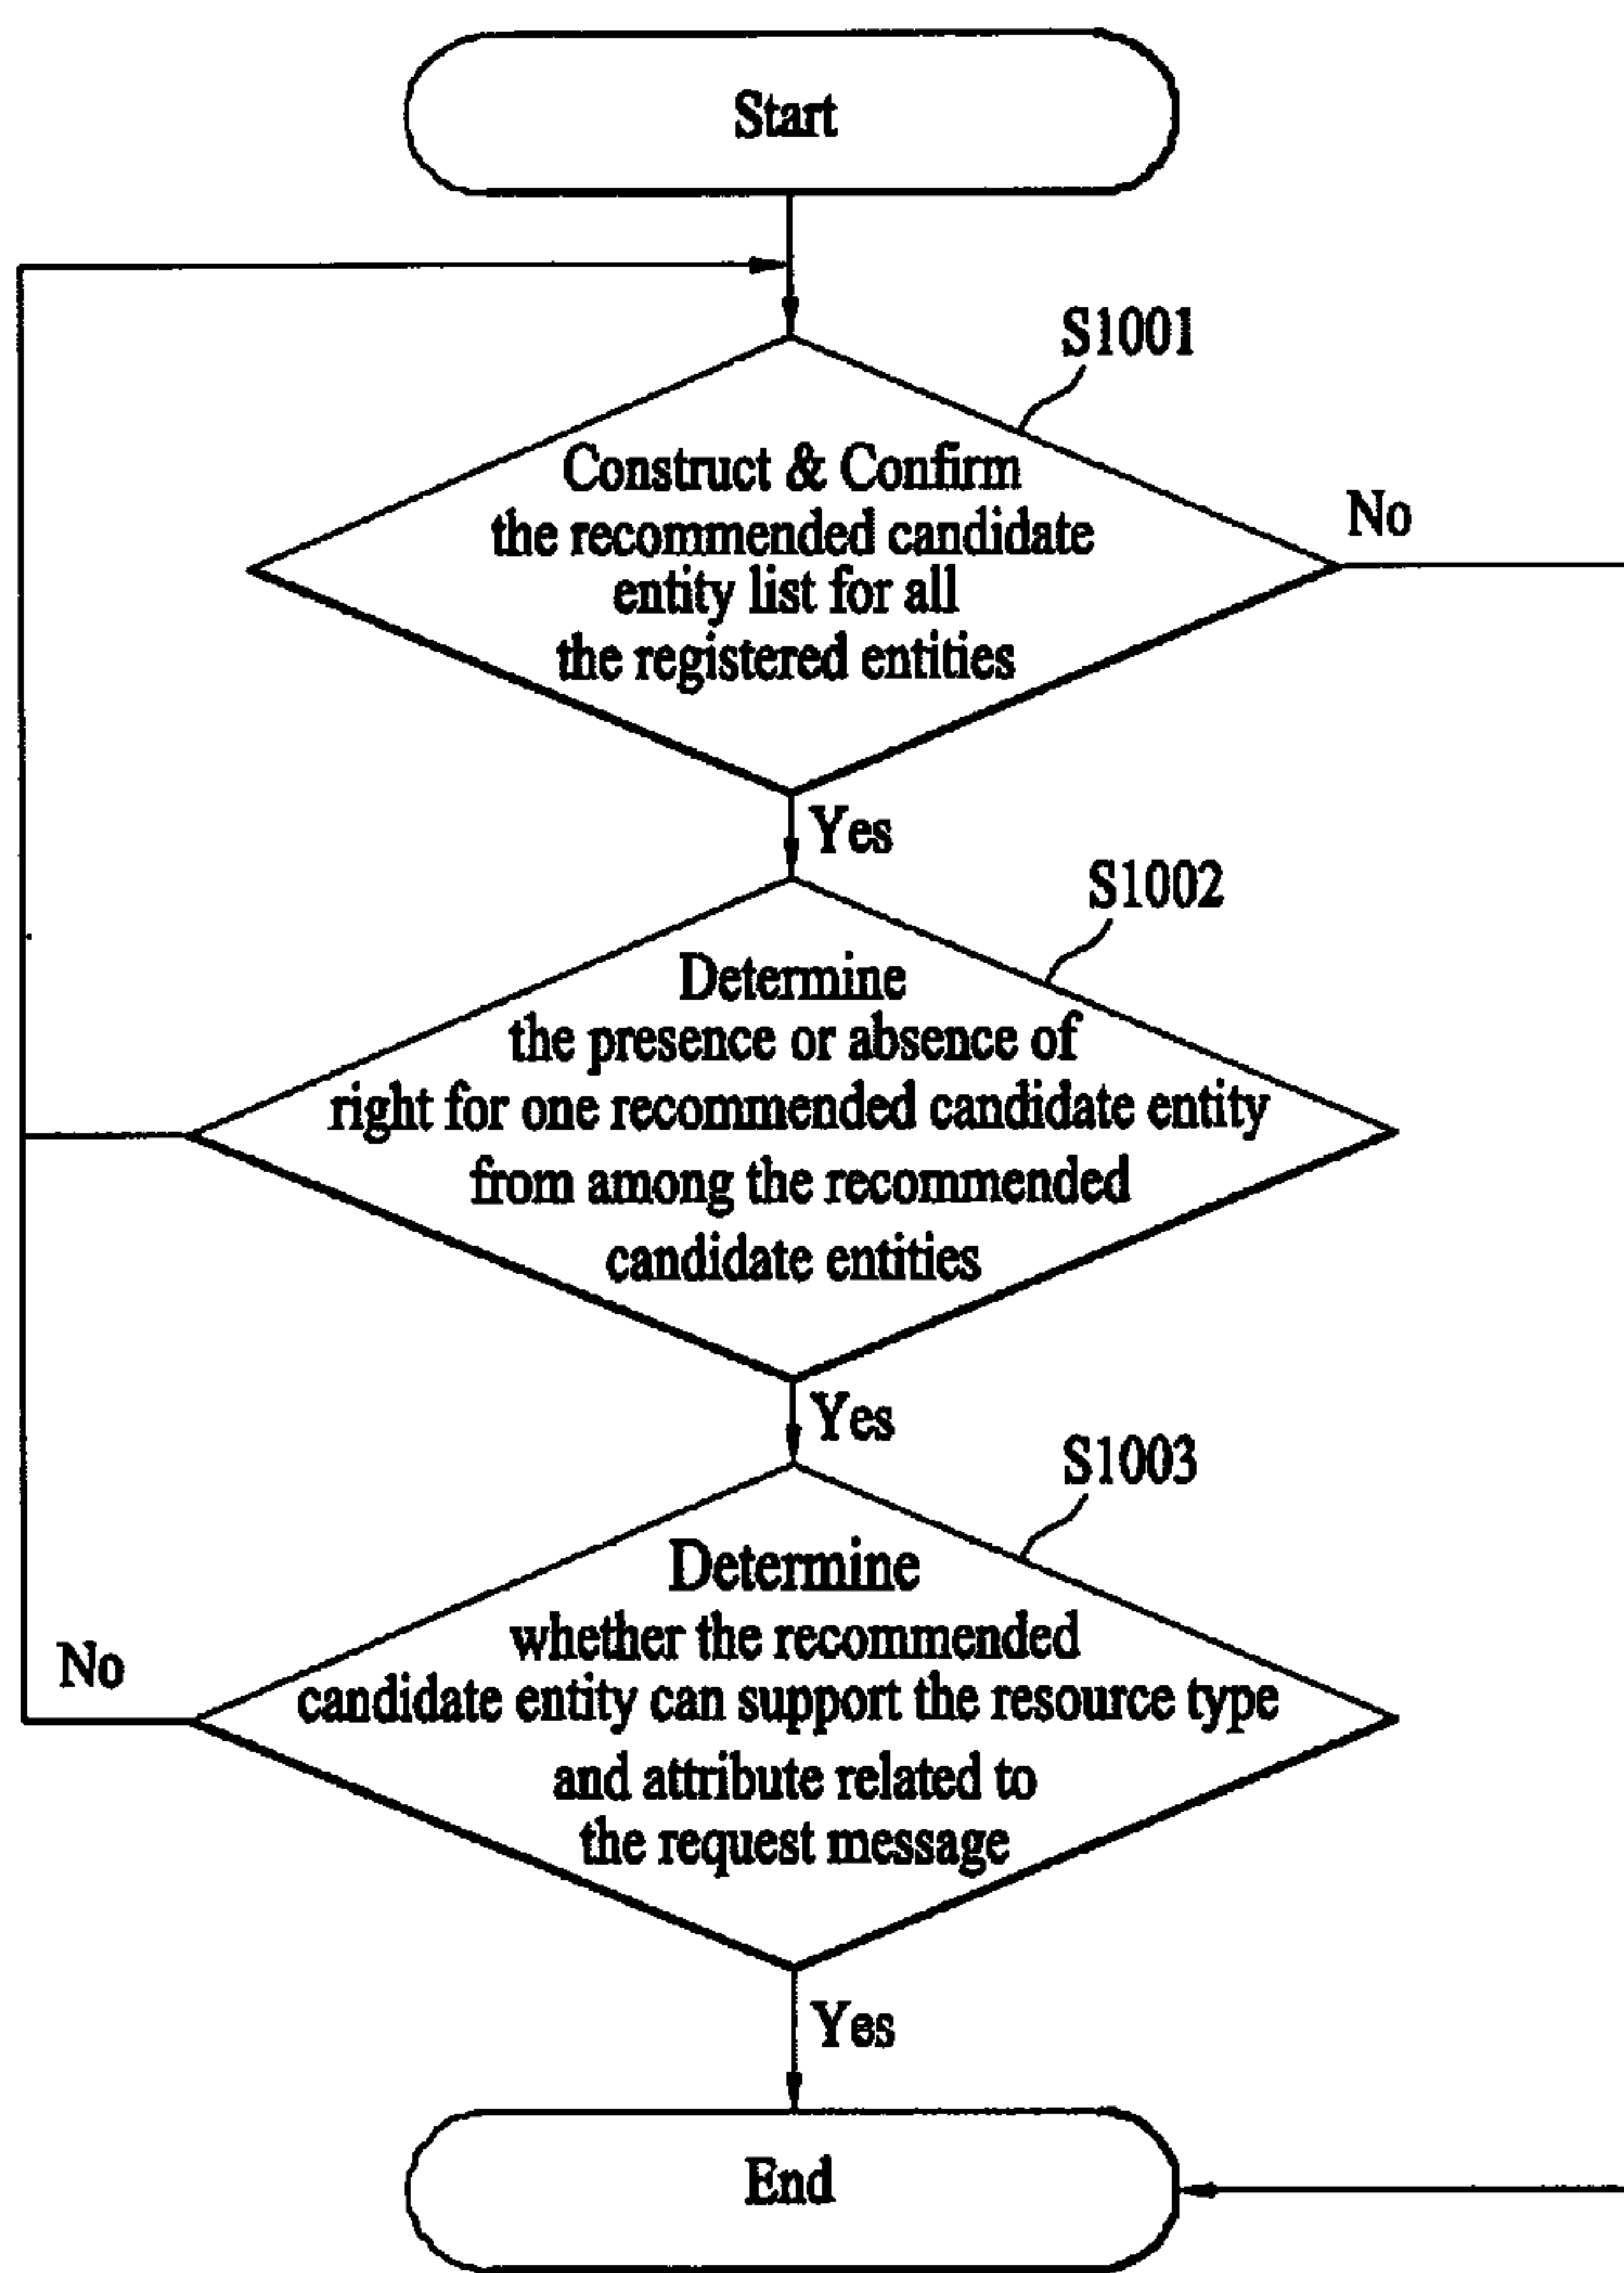 Start
S1001
Construct & Confirm
the recommended candidate
entity list for all
the registered entities
No
Yes
S1002
Determine
the presence or absence of
right for one recommended candidate entity
from among the recommended
candidate entities
Yes
S1003
Determine
whether the recommended
candidate entity can support the resource type
and attribute related to
the request message
No
Yes
End